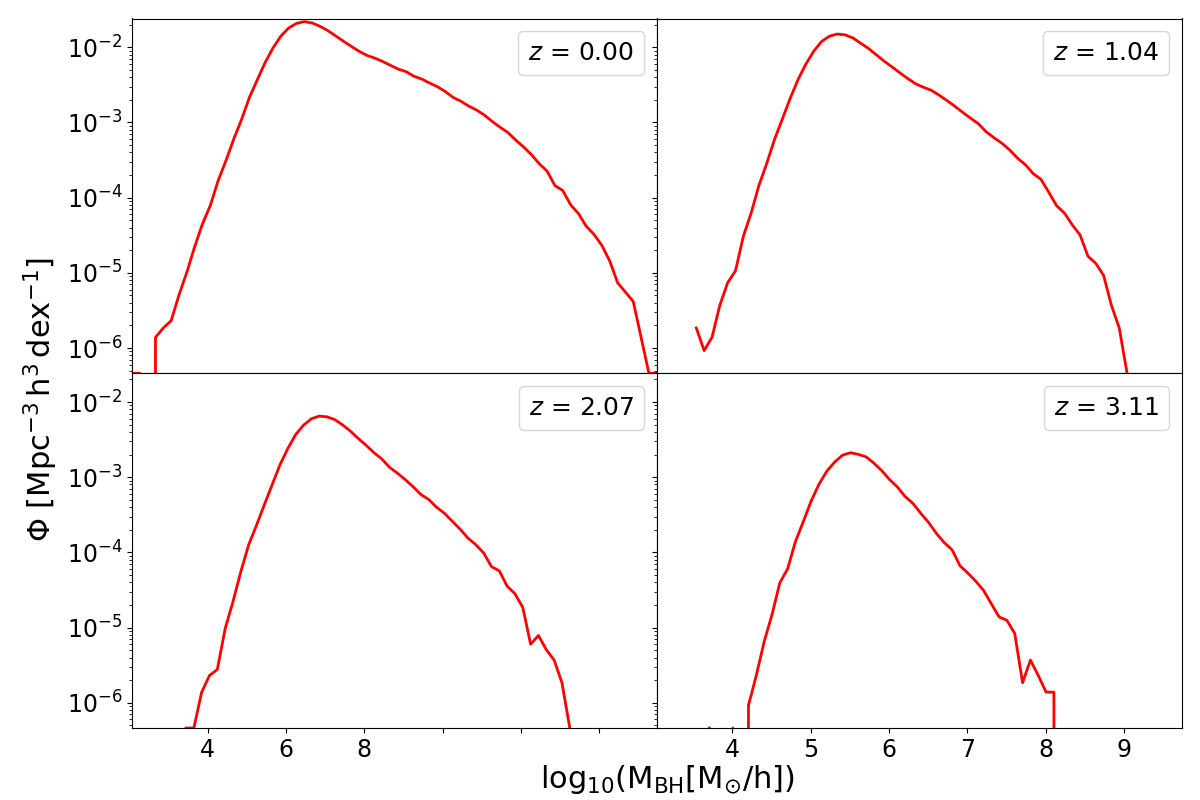 z = 0.00
z = 1.04
10⁻²
10⁻³
10⁻⁴
10⁻⁵
10⁻⁶
z = 2.07
z = 3.11
10⁻²
10⁻³
10⁻⁴
10⁻⁵
10⁻⁶
Φ [Mpc⁻³ h³ dex⁻¹]
4 6 8
4 5 6 7 8 9
log₁₀(M_BH[M_⊙/h])